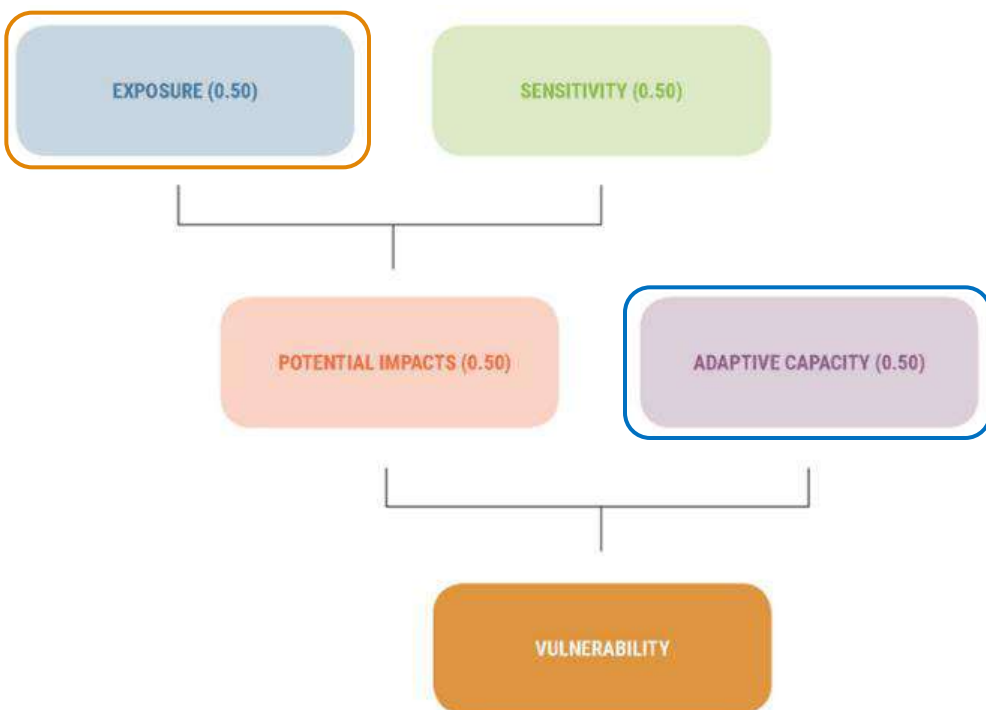 EXPOSURE (0.50)
SENSITIVITY (0.50)
POTENTIAL IMPACTS (0.50)
ADAPTIVE CAPACITY (0.50)
VULNERABILITY